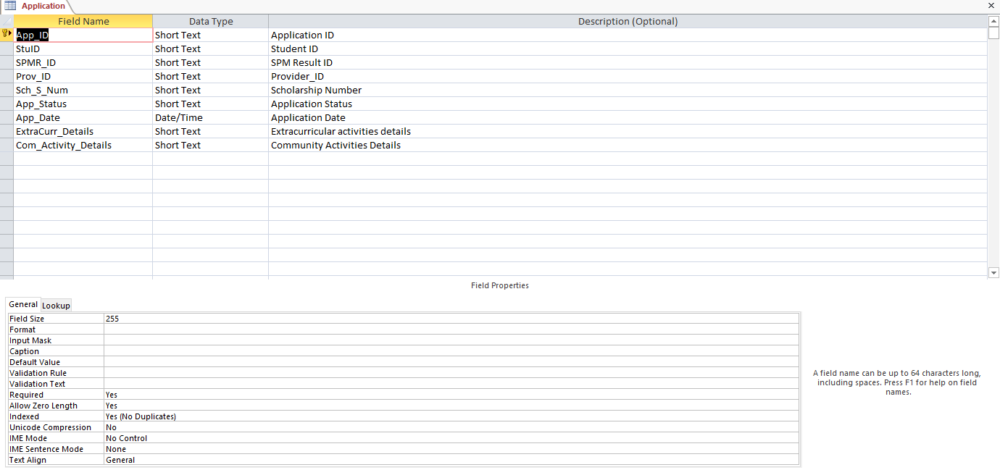 Application
Field Name Data Type Description (Optional)
App_ID Short Text Application ID
StuID Short Text Student ID
SPMR_ID Short Text SPM Result ID
Prov_ID Short Text Provider_ID
Sch_S_Num Short Text Scholarship Number
App_Status Short Text Application Status
App_Date Date/Time Application Date
ExtraCurr_Details Short Text Extracurricular activities details
Com_Activity_Details Short Text Community Activities Details
Field Properties
General Lookup
Field Size 255
Format
Input Mask
Caption
Default Value
Validation Rule
Validation Text
Required Yes
Allow Zero Length Yes
Indexed Yes (No Duplicates)
Unicode Compression No
IME Mode No Control
IME Sentence Mode None
Text Align General
A field name can be up to 64 characters long,
including spaces. Press F1 for help on field
names.